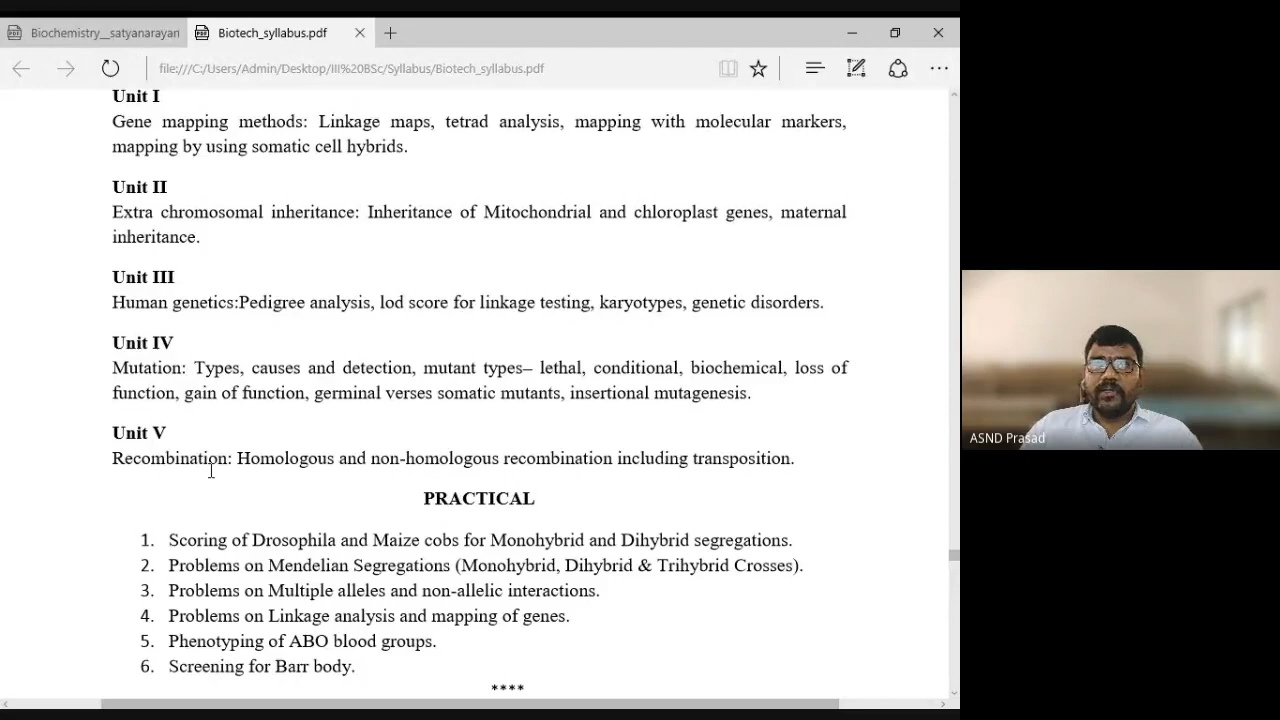 Biochemistry__satyanarayan
Biotech_syllabus.pdf
file:///C:/Users/Admin/Desktop/III%20BSc/Syllabus/Biotech_syllabus.pdf
Unit I
Gene mapping methods: Linkage maps, tetrad analysis, mapping with molecular markers,
mapping by using somatic cell hybrids.
Unit II
Extra chromosomal inheritance: Inheritance of Mitochondrial and chloroplast genes, maternal
inheritance.
Unit III
Human genetics:Pedigree analysis, lod score for linkage testing, karyotypes, genetic disorders.
Unit IV
Mutation: Types, causes and detection, mutant types– lethal, conditional, biochemical, loss of
function, gain of function, germinal verses somatic mutants, insertional mutagenesis.
Unit V
Recombination: Homologous and non-homologous recombination including transposition.
PRACTICAL
1. Scoring of Drosophila and Maize cobs for Monohybrid and Dihybrid segregations.
2. Problems on Mendelian Segregations (Monohybrid, Dihybrid & Trihybrid Crosses).
3. Problems on Multiple alleles and non-allelic interactions.
4. Problems on Linkage analysis and mapping of genes.
5. Phenotyping of ABO blood groups.
6. Screening for Barr body.
****
ASND Prasad